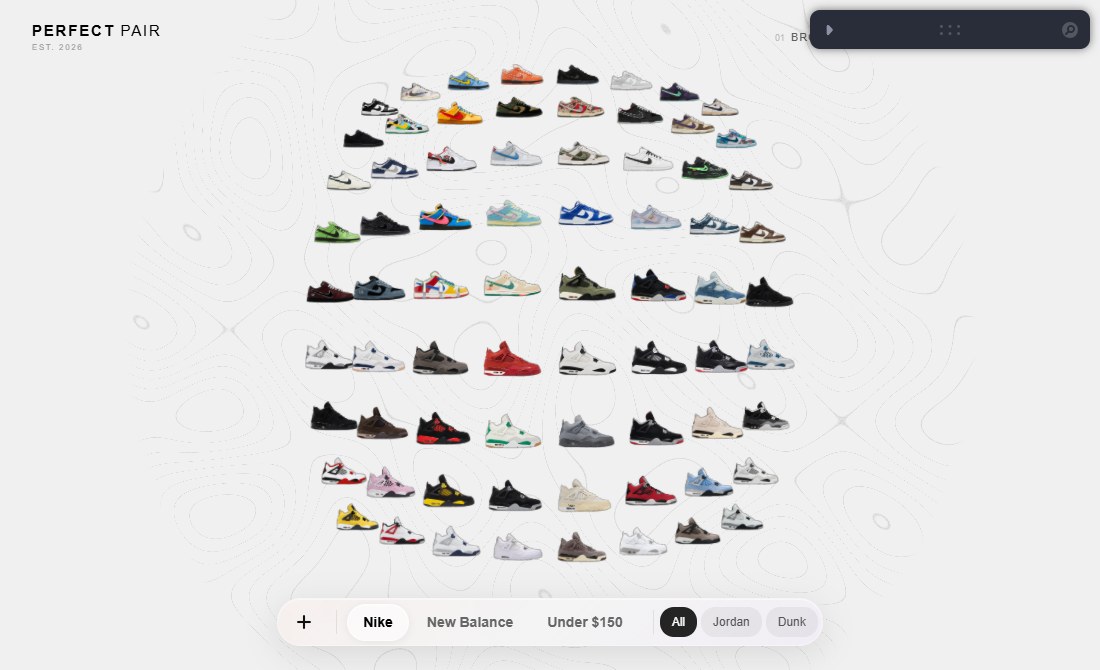 PERFECT PAIR
EST. 2026
01
Nike
New Balance
Under $150
All
Jordan
Dunk